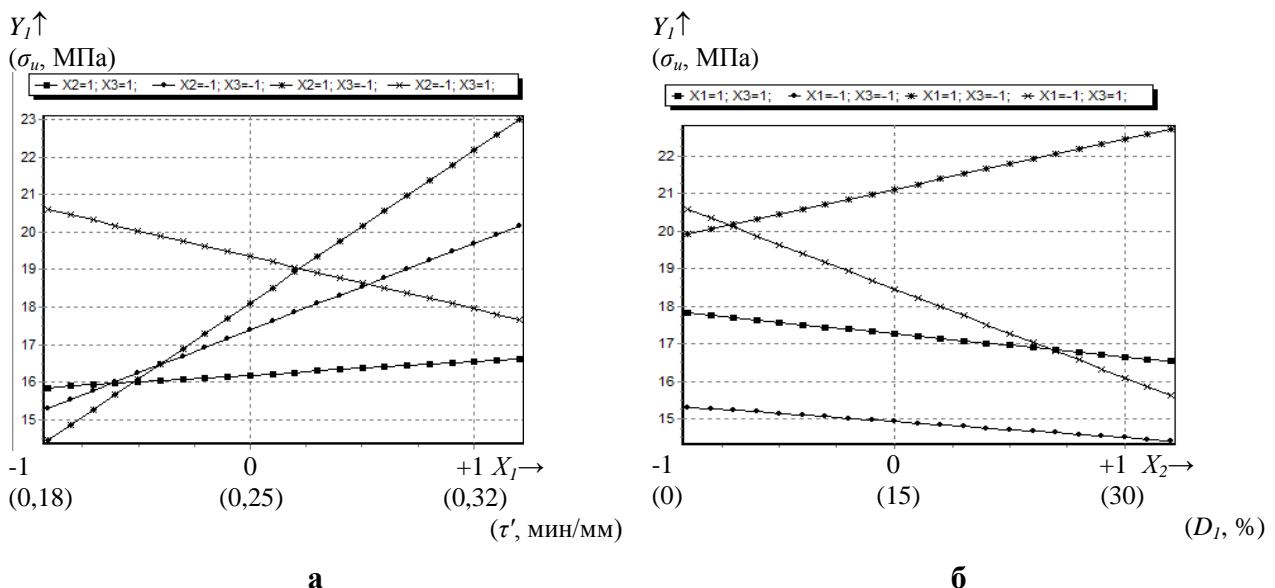 Y₁↑
(σᵤ, МПа)
X2=1; X3=1; X2=-1; X3=-1; X2=1; X3=-1; X2=-1; X3=1;
23
22
21
20
19
18
17
16
15
-1 0 +1 X₁→
(0,18) (0,25) (0,32)
(τ′, мин/мм)
а
Y₁↑
(σᵤ, МПа)
X1=1; X3=1; X1=-1; X3=-1; X1=1; X3=-1; X1=-1; X3=1;
22
21
20
19
18
17
16
15
-1 0 +1 X₂→
(0) (15) (30)
(D₁, %)
б